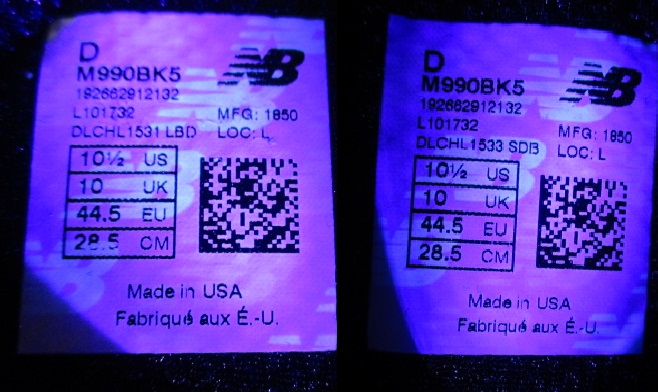 D
NB
M990BK5
192662912132
L101732
MFG: 1850
DLCHL1531 LBD
LOC: L
10½ US
10 UK
44.5 EU
28.5 CM
Made in USA
Fabriqué aux É.-U.
D
NB
M990BK5
192662912132
L101732
MFG: 1850
DLCHL1533 SDB
LOC: L
10½ US
10 UK
44.5 EU
28.5 CM
Made in USA
Fabriqué aux É.-U.